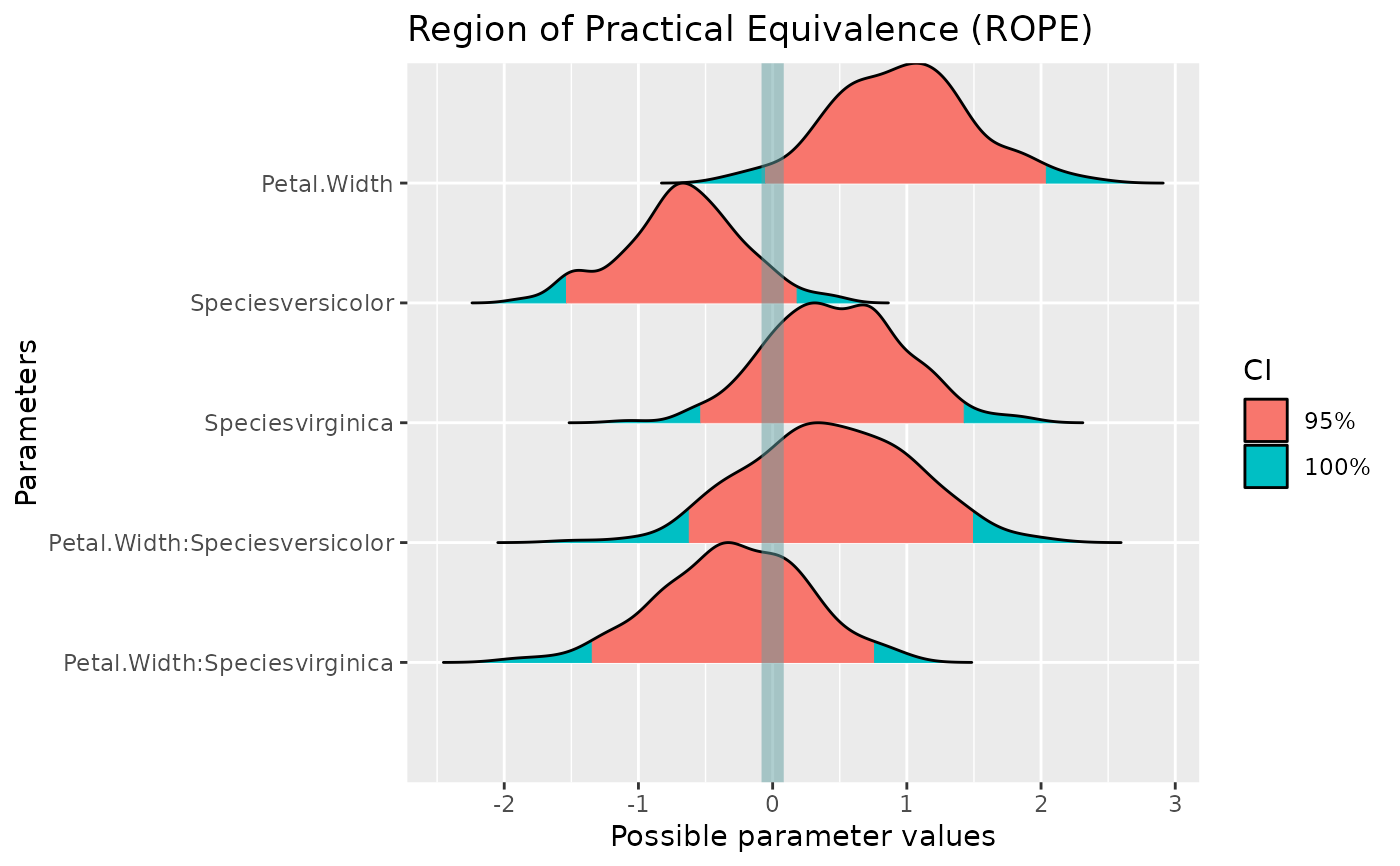 Region of Practical Equivalence (ROPE)
Parameters
Petal.Width
Speciesversicolor
Speciesvirginica
Petal.Width:Speciesversicolor
Petal.Width:Speciesvirginica
-2 -1 0 1 2 3
Possible parameter values
CI
95%
100%